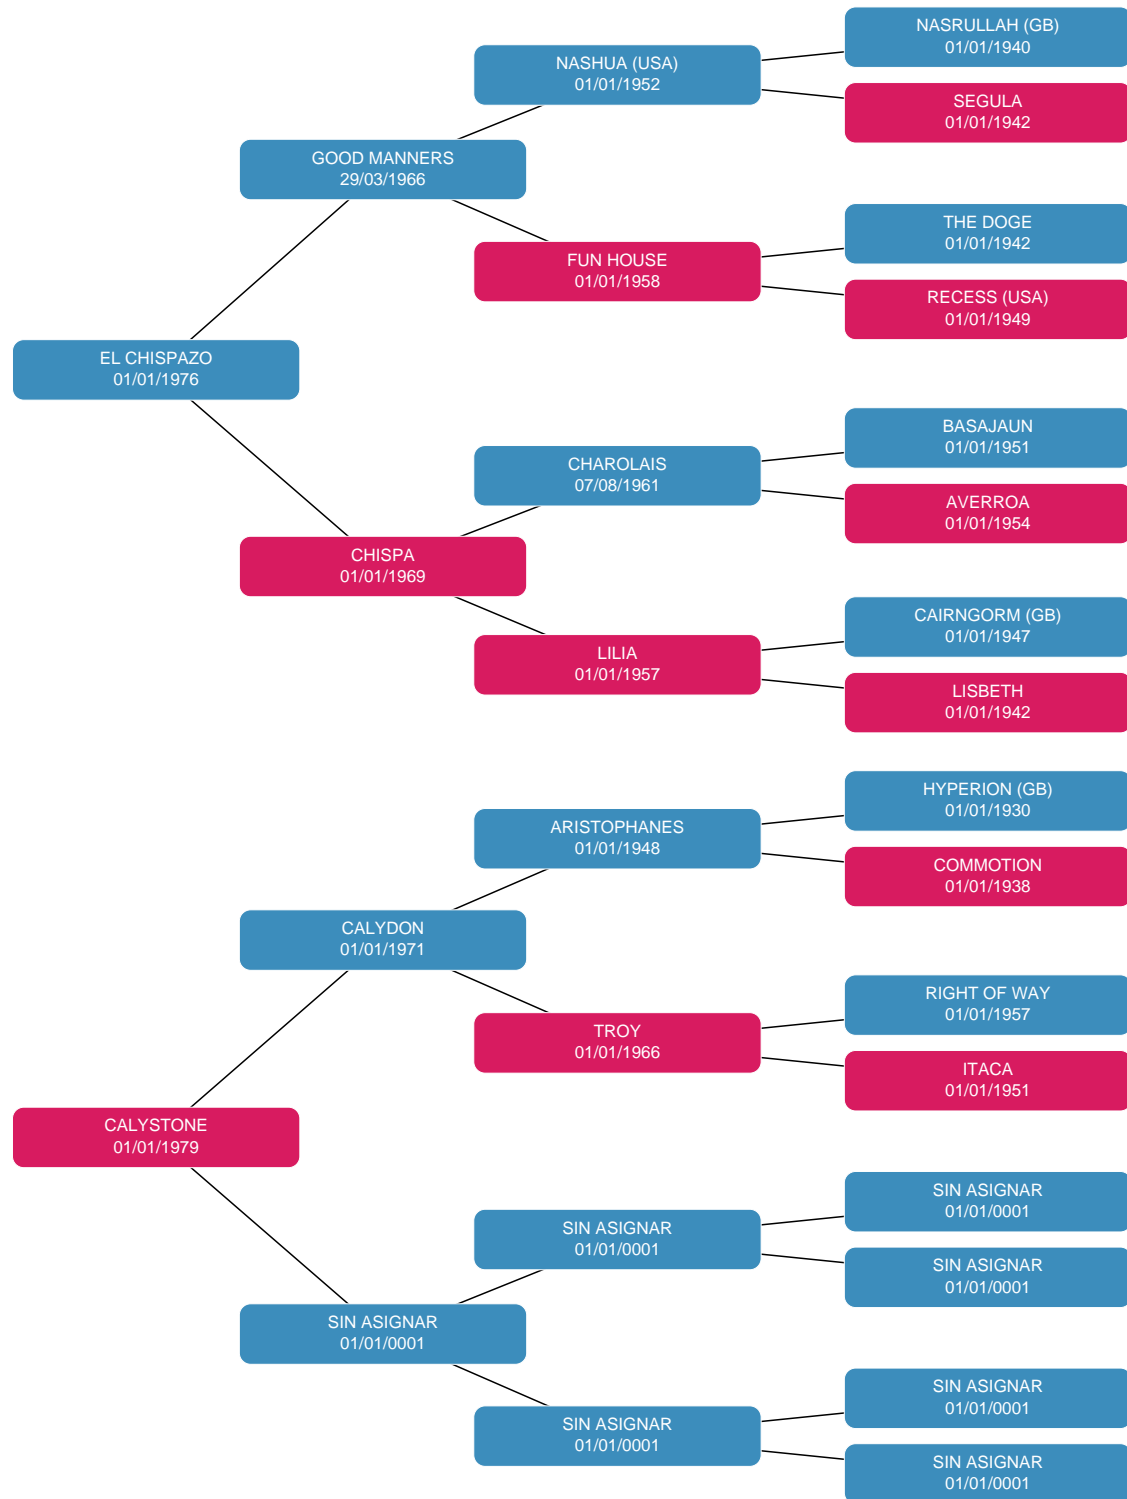 NASRULLAH (GB)
01/01/1940
NASHUA (USA)
01/01/1952
SEGULA
01/01/1942
GOOD MANNERS
29/03/1966
THE DOGE
01/01/1942
FUN HOUSE
01/01/1958
RECESS (USA)
01/01/1949
EL CHISPAZO
01/01/1976
BASAJAUN
01/01/1951
CHAROLAIS
07/08/1961
AVERROA
01/01/1954
CHISPA
01/01/1969
CAIRNGORM (GB)
01/01/1947
LILIA
01/01/1957
LISBETH
01/01/1942
HYPERION (GB)
01/01/1930
ARISTOPHANES
01/01/1948
COMMOTION
01/01/1938
CALYDON
01/01/1971
RIGHT OF WAY
01/01/1957
TROY
01/01/1966
ITACA
01/01/1951
CALYSTONE
01/01/1979
SIN ASIGNAR
01/01/0001
SIN ASIGNAR
01/01/0001
SIN ASIGNAR
01/01/0001
SIN ASIGNAR
01/01/0001
SIN ASIGNAR
01/01/0001
SIN ASIGNAR
01/01/0001
SIN ASIGNAR
01/01/0001